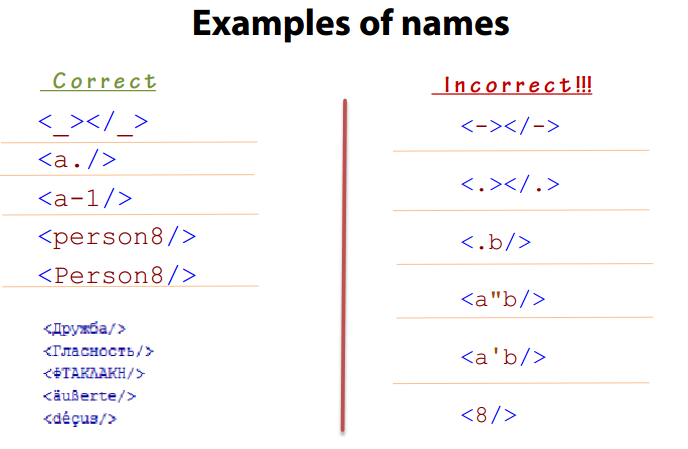 Examples of names
Correct
<_></_>
<a./>
<a-1/>
<person8/>
<Person8/>
<Дружба/>
<Гласность/>
<ΦΤΑΚΛΑΚΗ/>
<äußerte/>
<déçus/>
Incorrect!!!
<-></->
<.></.>
<.b/>
<a"b/>
<a'b/>
<8/>